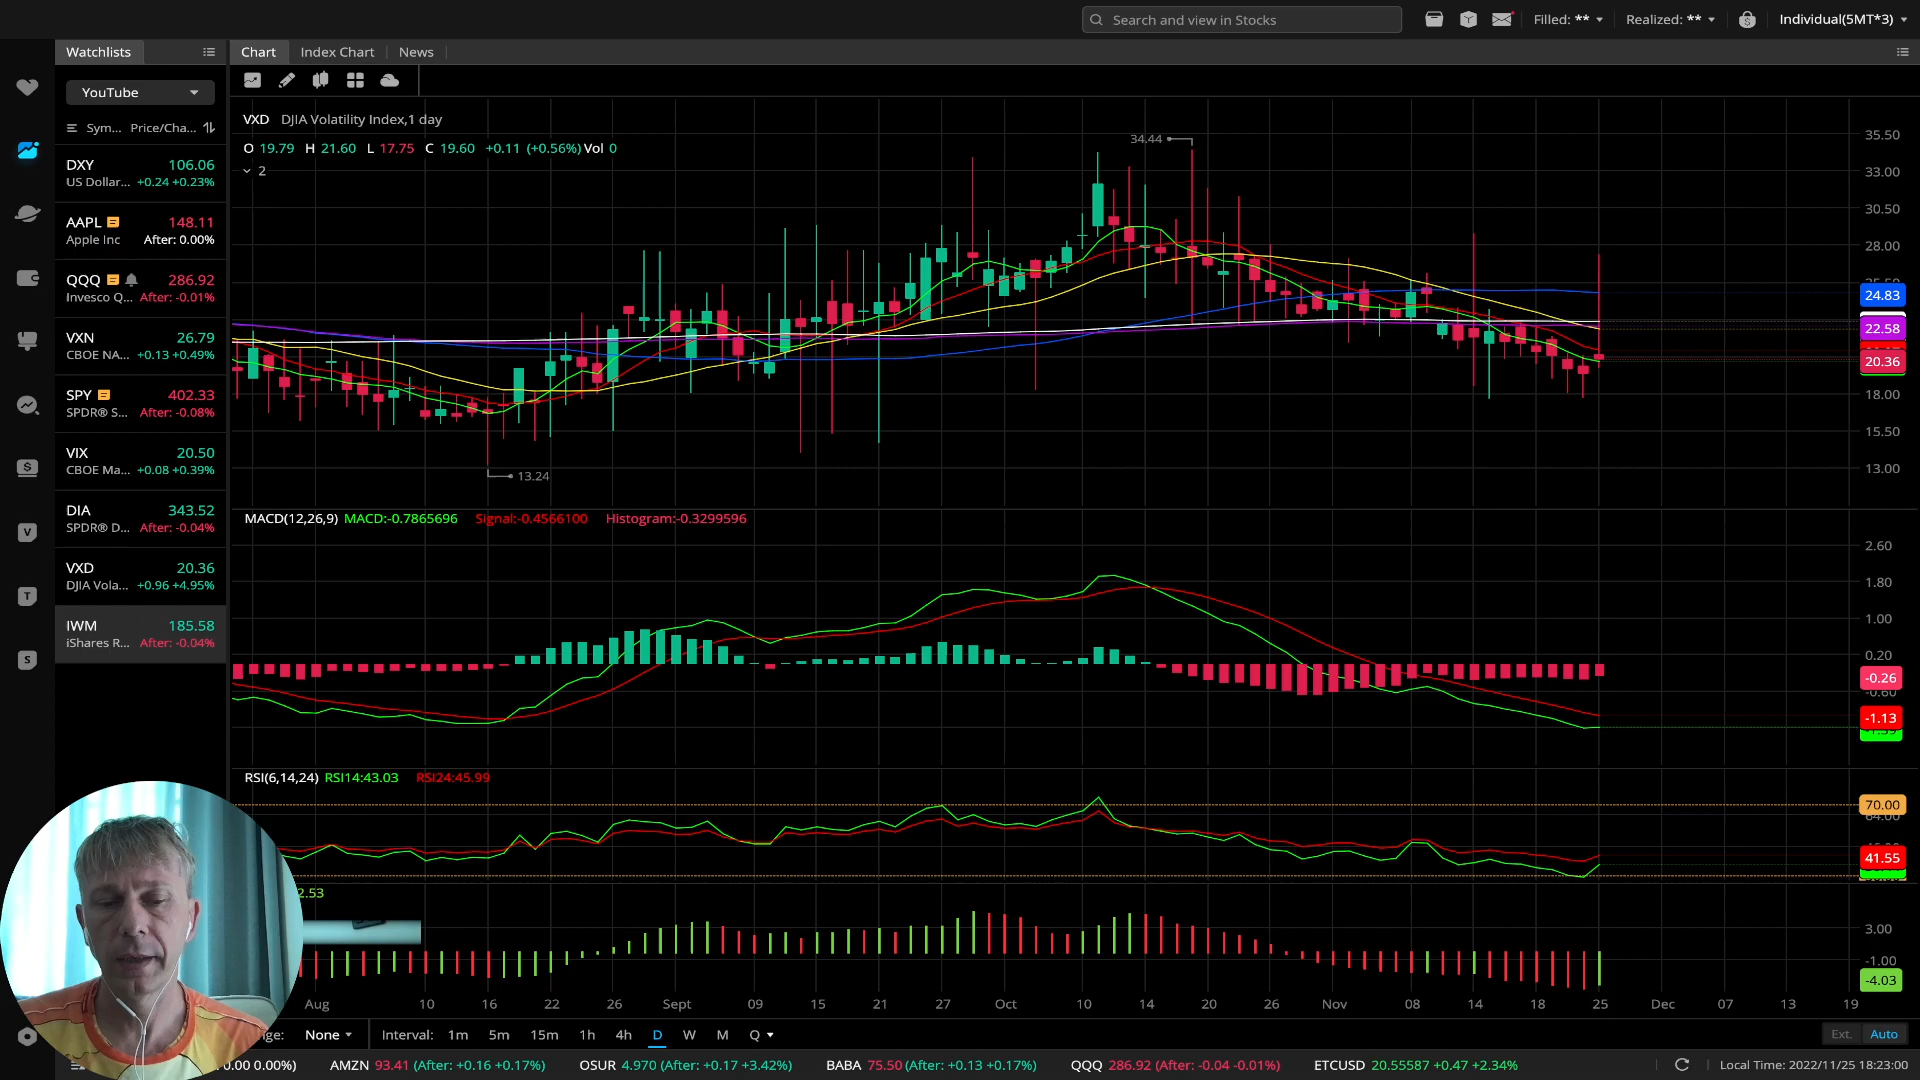 Search and view in Stocks
Filled: **
Realized: **
Individual(5MT*3)
Watchlists
Chart
Index Chart
News
YouTube
Sym... Price/Cha...
VXD DJIA Volatility Index,1 day
O 19.79 H 21.60 L 17.75 C 19.60 +0.11 (+0.56%) Vol 0
2
DXY 106.06
US Dollar... +0.24 +0.23%
AAPL 148.11
Apple Inc After: 0.00%
QQQ 286.92
Invesco Q... After: -0.01%
VXN 26.79
CBOE NA... +0.13 +0.49%
SPY 402.33
SPDR® S... After: -0.08%
VIX 20.50
CBOE Ma... +0.08 +0.39%
DIA 343.52
SPDR® D... After: -0.04%
VXD 20.36
DJIA Vola... +0.96 +4.95%
IWM 185.58
iShares R... After: -0.04%
34.44
13.24
35.50
33.00
30.50
28.00
24.83
22.58
20.36
18.00
15.50
13.00
MACD(12,26,9) MACD:-0.7865696 Signal:-0.4566100 Histogram:-0.3299596
2.60
1.80
1.00
0.20
-0.26
-0.60
-1.13
RSI(6,14,24) RSI14:43.03 RSI24:45.99
70.00
64.00
41.55
2.53
3.00
-1.00
-4.03
Aug 10 16 22 26 Sept 09 15 21 27 Oct 10 14 20 26 Nov 08 14 18 25 Dec 07 13 19
nge: None
Interval: 1m 5m 15m 1h 4h D W M Q
Ext. Auto
0.00 0.00%)
AMZN 93.41 (After: +0.16 +0.17%)
OSUR 4.970 (After: +0.17 +3.42%)
BABA 75.50 (After: +0.13 +0.17%)
QQQ 286.92 (After: -0.04 -0.01%)
ETCUSD 20.55587 +0.47 +2.34%
Local Time: 2022/11/25 18:23:00